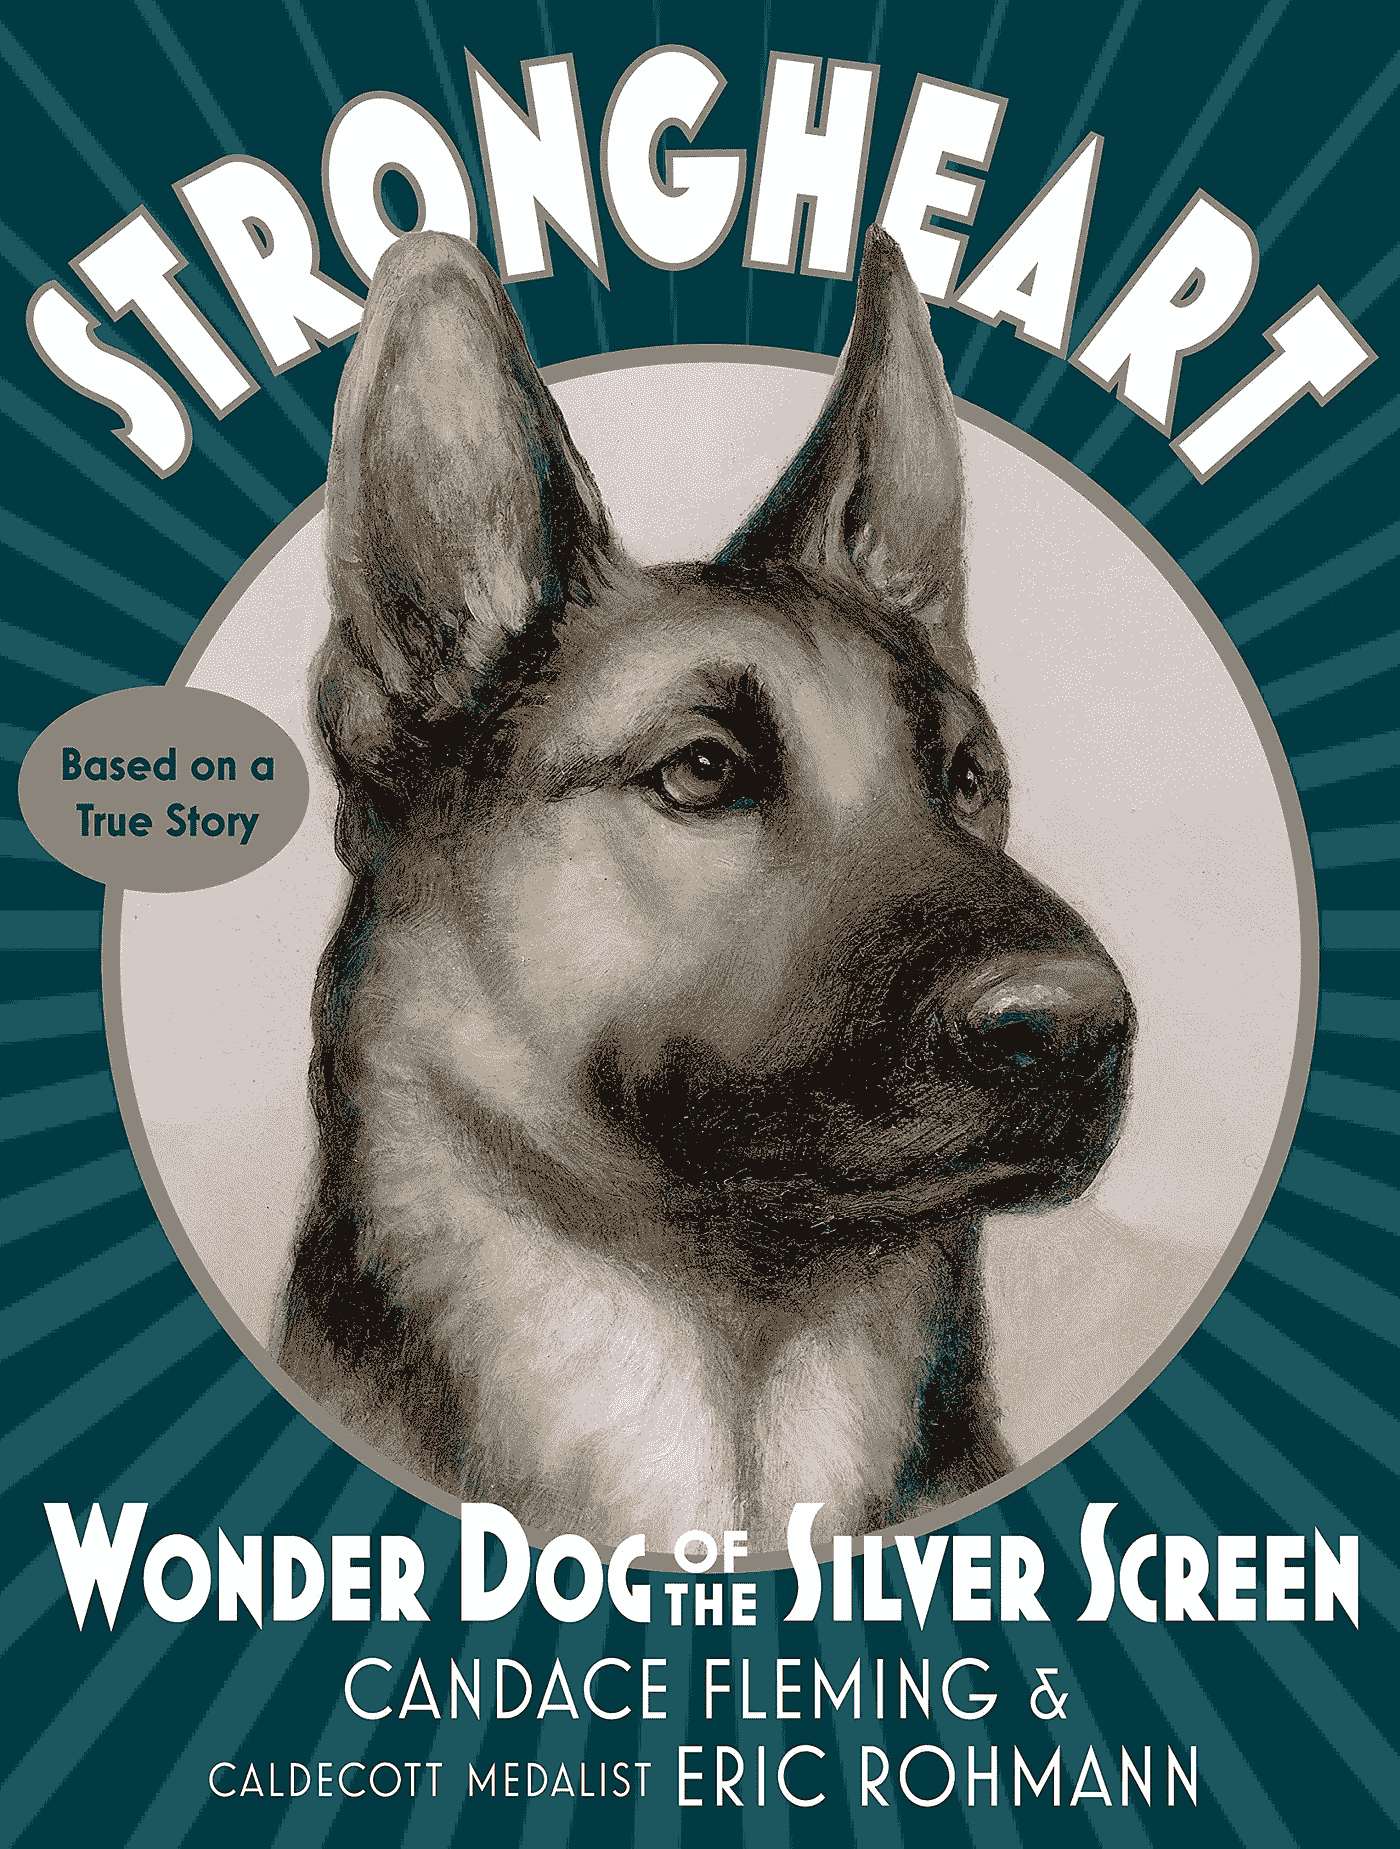 STRONGHEART
Based on a
True Story
WONDER DOG OF THE SILVER SCREEN
CANDACE FLEMING &
CALDECOTT MEDALIST ERIC ROHMANN